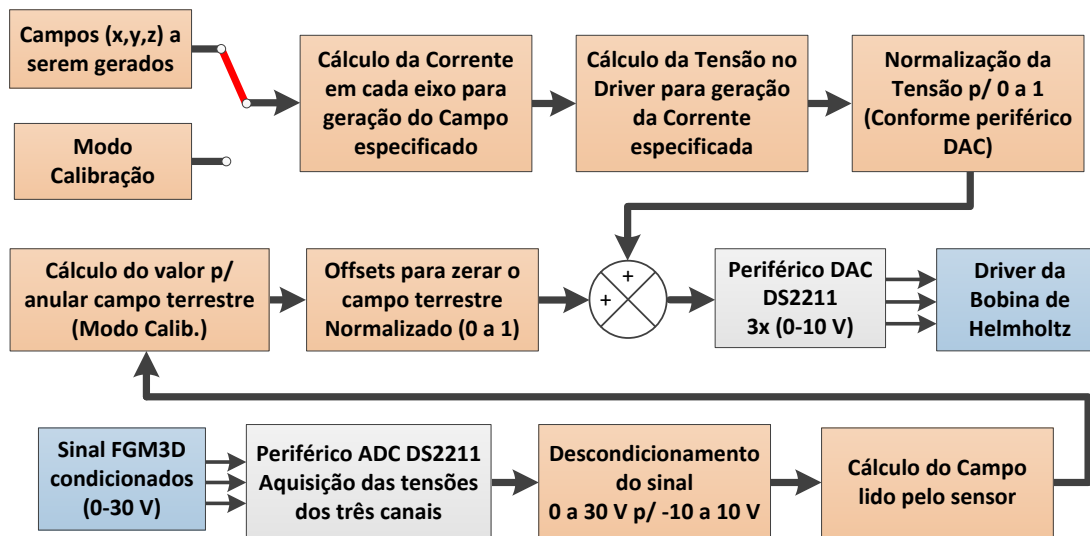 Campos (x,y,z) a
serem gerados
Modo
Calibração
Cálculo da Corrente
em cada eixo para
geração do Campo
especificado
Cálculo da Tensão no
Driver para geração
da Corrente
especificada
Normalização da
Tensão p/ 0 a 1
(Conforme periférico
DAC)
Cálculo do valor p/
anular campo terrestre
(Modo Calib.)
Offsets para zerar o
campo terrestre
Normalizado (0 a 1)
+
+
Periférico DAC
DS2211
3x (0-10 V)
Driver da
Bobina de
Helmholtz
Sinal FGM3D
condicionados
(0-30 V)
Periférico ADC DS2211
Aquisição das tensões
dos três canais
Descondicionamento
do sinal
0 a 30 V p/ -10 a 10 V
Cálculo do Campo
lido pelo sensor